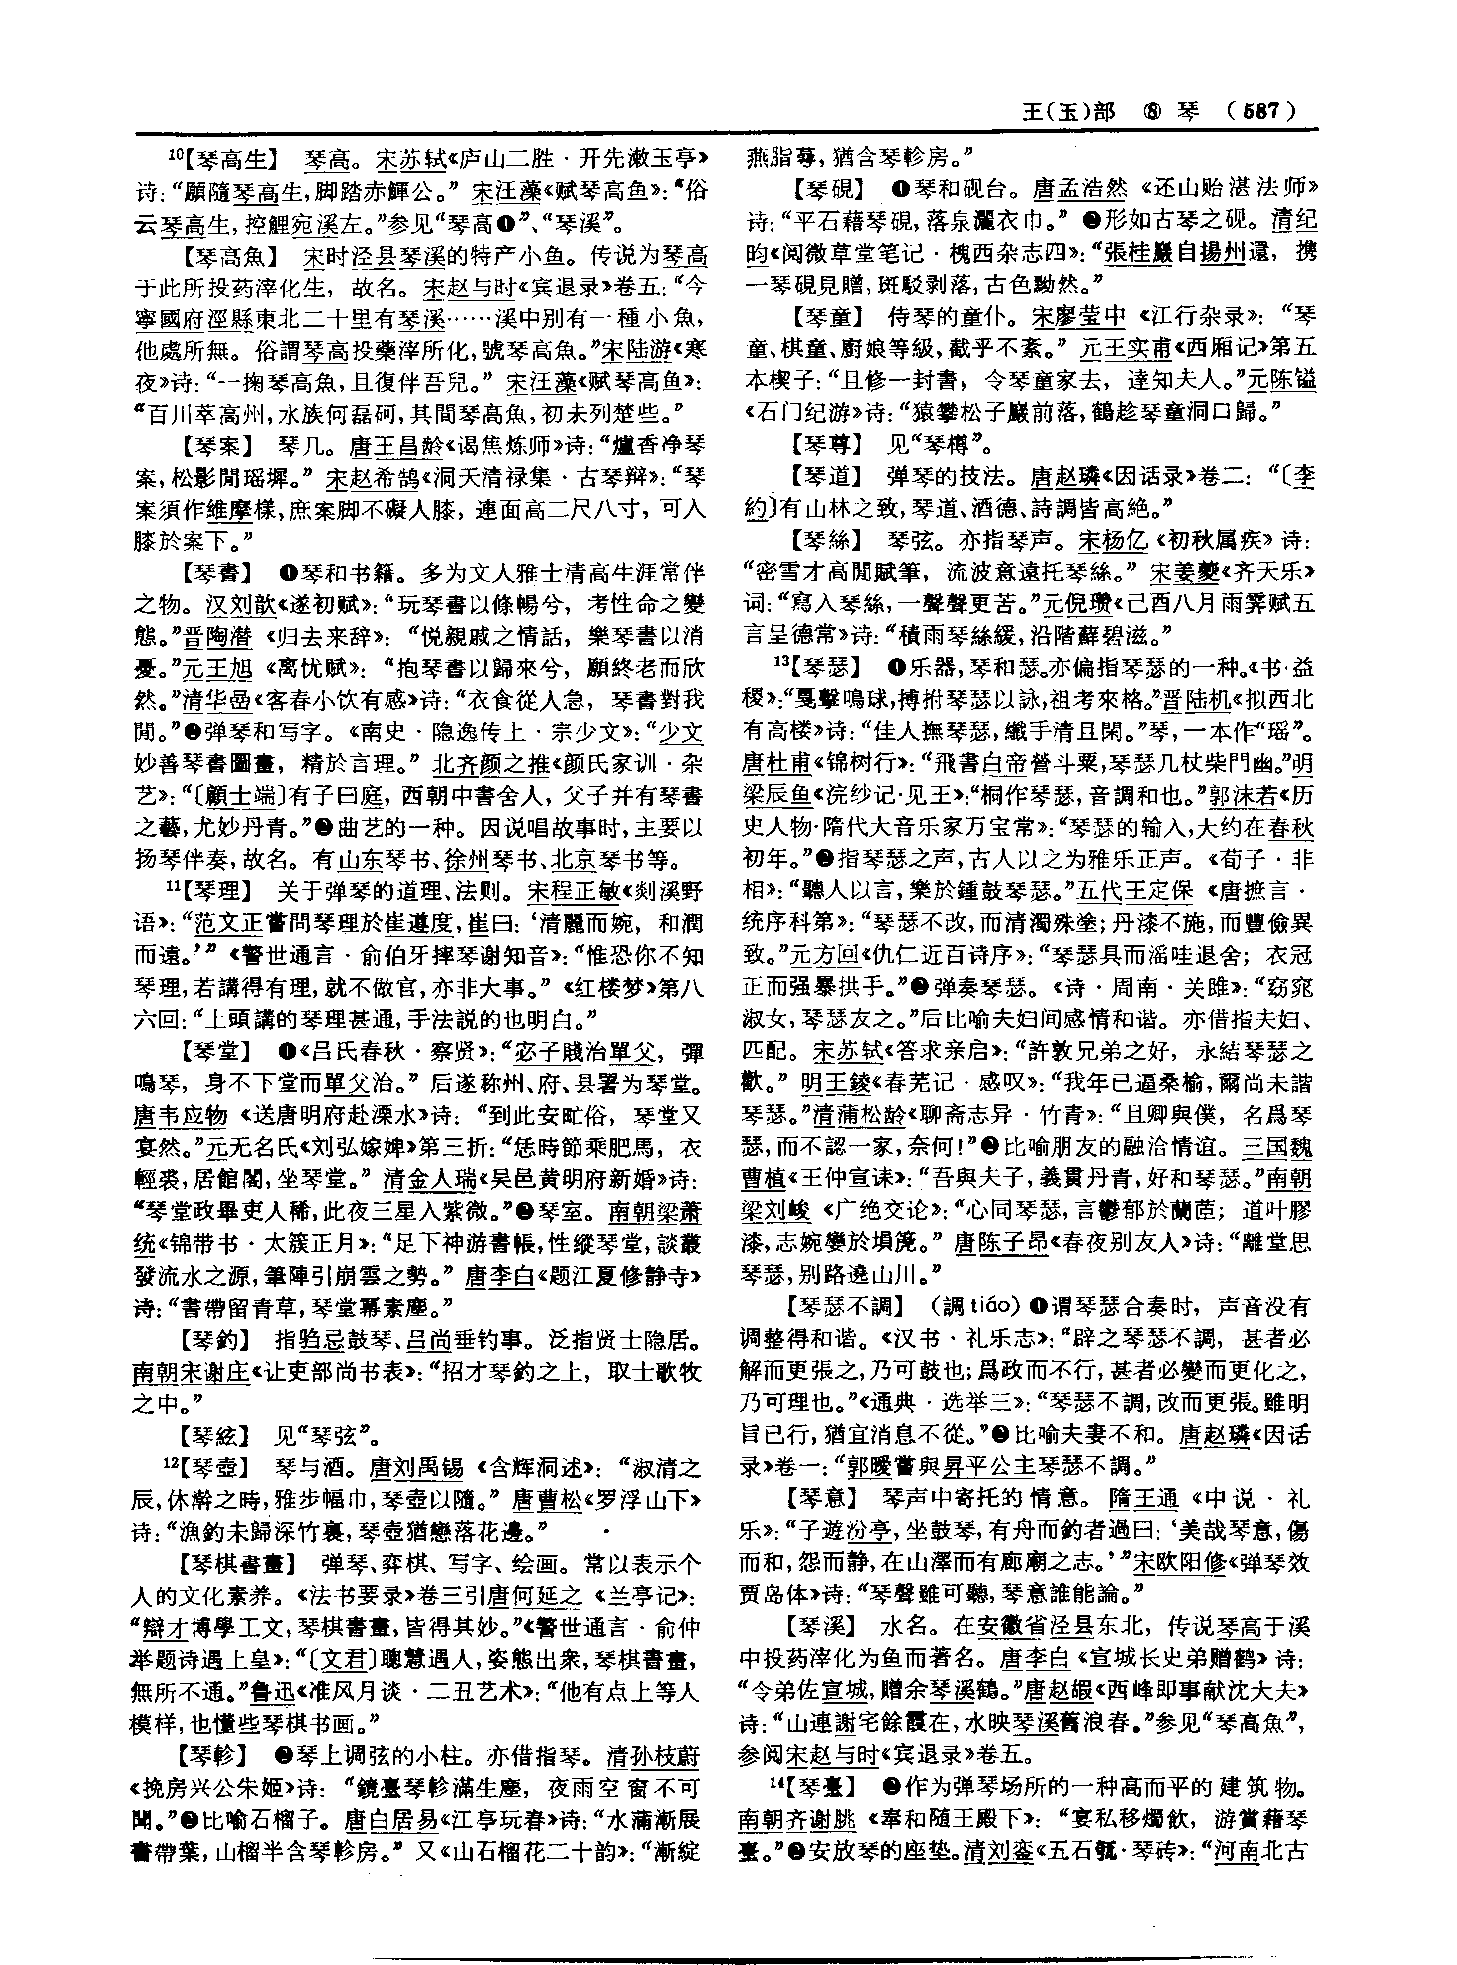 王(玉)部 ⑧ 琴 (587)
10【琴高生】 琴高。宋苏轼《庐山二胜·开先漱玉亭》
诗:“願隨琴高生,脚踏赤鯶公。” 宋汪藻《赋琴高鱼》:“俗
云琴高生,控鯉宛溪左。”参见“琴高❶”、“琴溪”。
【琴高魚】 宋时泾县琴溪的特产小鱼。传说为琴高
于此所投药滓化生，故名。宋赵与时《宾退录》卷五:“今
寧國府涇縣東北二十里有琴溪……溪中别有一種小魚,
他處所無。俗謂琴高投藥滓所化,號琴高魚。”宋陆游《寒
夜》诗:“一掬琴高魚,且復伴吾兒。” 宋汪藻《赋琴高鱼》:
“百川萃高州,水族何磊砢,其間琴高魚,初未列楚些。”
【琴案】 琴几。唐王昌龄《谒焦炼师》诗:“爐香净琴
案,松影閒瑶墀。” 宋赵希鹄《洞天清禄集·古琴辩》:“琴
案須作維摩樣,庶案脚不礙人膝,連面高二尺八寸,可入
膝於案下。”
【琴書】 ❶琴和书籍。多为文人雅士清高生涯常伴
之物。汉刘歆《遂初赋》:“玩琴書以條暢兮,考性命之變
態。”晋陶潜《归去来辞》:“悦親戚之情話,樂琴書以消
憂。”元王旭《离忧赋》:“抱琴書以歸來兮,願終老而欣
然。”清华嵒《客春小饮有感》诗:“衣食從人急,琴書對我
閒。”❷弹琴和写字。《南史·隐逸传上·宗少文》:“少文
妙善琴書圖畫,精於言理。” 北齐颜之推《颜氏家训·杂
艺》:“〔顧士端〕有子曰庭,西朝中書舍人,父子并有琴書
之藝,尤妙丹青。”❸曲艺的一种。因说唱故事时,主要以
扬琴伴奏,故名。有山东琴书、徐州琴书、北京琴书等。
11【琴理】 关于弹琴的道理、法则。宋程正敏《剡溪野
语》:“范文正嘗問琴理於崔遵度,崔曰:‘清麗而婉,和潤
而遠。’”《警世通言·俞伯牙摔琴谢知音》:“惟恐你不知
琴理,若講得有理,就不做官,亦非大事。”《红楼梦》第八
六回:“上頭講的琴理甚通,手法説的也明白。”
【琴堂】 ❶《吕氏春秋·察贤》:“宓子賤治單父,彈
鳴琴,身不下堂而單父治。”后遂称州、府、县署为琴堂。
唐韦应物《送唐明府赴溧水》诗:“到此安甿俗,琴堂又
宴然。”元无名氏《刘弘嫁婢》第三折:“恁時節乘肥馬,衣
輕裘,居館閣,坐琴堂。” 清金人瑞《吴邑黄明府新婚》诗:
“琴堂政畢吏人稀,此夜三星入紫微。”❷琴室。南朝梁萧
统《锦带书·太簇正月》:“足下神游書帳,性縱琴堂,談叢
發流水之源,筆陣引崩雲之勢。” 唐李白《题江夏修静寺》
诗:“書帶留青草,琴堂冪素塵。”
【琴釣】 指驺忌鼓琴、吕尚垂钓事。泛指贤士隐居。
南朝宋谢庄《让吏部尚书表》:“招才琴釣之上,取士歌牧
之中。”
【琴絃】 见“琴弦”。
12【琴壺】 琴与酒。唐刘禹锡《含辉洞述》:“淑清之
辰,休澣之時,雅步幅巾,琴壺以隨。” 唐曹松《罗浮山下》
诗:“漁釣未歸深竹裏,琴壺猶戀落花邊。”
【琴棋書畫】 弹琴、弈棋、写字、绘画。常以表示个
人的文化素养。《法书要录》卷三引唐何延之《兰亭记》:
“辯才博學工文,琴棋書畫,皆得其妙。”《警世通言·俞仲
举题诗遇上皇》:“〔文君〕聰慧過人,姿態出衆,琴棋書畫,
無所不通。”鲁迅《准风月谈·二丑艺术》:“他有点上等人
模样,也懂些琴棋书画。”
【琴軫】 ❶琴上调弦的小柱。亦借指琴。清孙枝蔚
《挽房兴公朱姬》诗:“鏡臺琴軫滿生塵,夜雨空窗不可
聞。”❷比喻石榴子。唐白居易《江亭玩春》诗:“水蒲漸展
書帶葉,山榴半含琴軫房。”又《山石榴花二十韵》:“漸綻
燕脂萼,猶含琴軫房。”
【琴硯】 ❶琴和砚台。唐孟浩然《还山贻湛法师》
诗:“平石藉琴硯,落泉灑衣巾。” ❷形如古琴之砚。清纪
昀《阅微草堂笔记·槐西杂志四》:“張桂巖自揚州還,携
一琴硯見贈,斑駁剥落,古色黝然。”
【琴童】 侍琴的童仆。宋廖莹中《江行杂录》:“琴
童、棋童、廚娘等級,截乎不紊。” 元王实甫《西厢记》第五
本楔子:“且修一封書,令琴童家去,達知夫人。”元陈镒
《石门纪游》诗:“猿攀松子巖前落,鶴趁琴童洞口歸。”
【琴尊】 见“琴樽”。
【琴道】 弹琴的技法。唐赵璘《因话录》卷二:“〔李
約〕有山林之致,琴道、酒德、詩調皆高絶。”
【琴絲】 琴弦。亦指琴声。宋杨亿《初秋属疾》诗:
“密雪才高閒賦筆,流波意遠托琴絲。” 宋姜夔《齐天乐》
词:“寫入琴絲,一聲聲更苦。”元倪瓒《己酉八月雨霁赋五
言呈德常》诗:“積雨琴絲緩,沿階蘚碧滋。”
13【琴瑟】 ❶乐器,琴和瑟。亦偏指琴瑟的一种。《书·益
稷》:“戛擊鳴球,搏拊琴瑟以詠,祖考來格。”晋陆机《拟西北
有高楼》诗:“佳人撫琴瑟,纖手清且閑。”琴,一本作“瑶”。
唐杜甫《锦树行》:“飛書白帝營斗粟,琴瑟几杖柴門幽。”明
梁辰鱼《浣纱记·见王》:“桐作琴瑟,音調和也。”郭沫若《历
史人物·隋代大音乐家万宝常》:“琴瑟的输入,大约在春秋
初年。”❷指琴瑟之声,古人以之为雅乐正声。《荀子·非
相》:“聽人以言,樂於鍾鼓琴瑟。”五代王定保《唐摭言·
统序科第》:“琴瑟不改,而清濁殊塗;丹漆不施,而豐儉異
致。”元方回《仇仁近百诗序》:“琴瑟具而滛哇退舍;衣冠
正而强暴拱手。”❸弹奏琴瑟。《诗·周南·关雎》:“窈窕
淑女,琴瑟友之。”后比喻夫妇间感情和谐。亦借指夫妇、
匹配。宋苏轼《答求亲启》:“許敦兄弟之好,永結琴瑟之
歡。” 明王錂《春芜记·感叹》:“我年已逼桑榆,爾尚未諧
琴瑟。”清蒲松龄《聊斋志异·竹青》:“且卿與僕,名爲琴
瑟,而不認一家,奈何!”❹比喻朋友的融洽情谊。三国魏
曹植《王仲宣诔》:“吾與夫子,義貫丹青,好和琴瑟。”南朝
梁刘峻《广绝交论》:“心同琴瑟,言鬱郁於蘭茝;道叶膠
漆,志婉孌於塤篪。” 唐陈子昂《春夜别友人》诗:“離堂思
琴瑟,别路遶山川。”
【琴瑟不調】 (調tiáo)❶谓琴瑟合奏时,声音没有
调整得和谐。《汉书·礼乐志》:“辟之琴瑟不調,甚者必
解而更張之,乃可鼓也;爲政而不行,甚者必變而更化之,
乃可理也。”《通典·选举三》:“琴瑟不調,改而更張。雖明
旨已行,猶宜消息不從。”❷比喻夫妻不和。唐赵璘《因话
录》卷一:“郭曖嘗與昇平公主琴瑟不調。”
【琴意】 琴声中寄托的情意。隋王通《中说·礼
乐》:“子遊汾亭,坐鼓琴,有舟而釣者過曰:‘美哉琴意,傷
而和,怨而静,在山澤而有廊廟之志。’”宋欧阳修《弹琴效
贾岛体》诗:“琴聲雖可聽,琴意誰能論。”
【琴溪】 水名。在安徽省泾县东北,传说琴高于溪
中投药滓化为鱼而著名。唐李白《宣城长史弟赠鹤》诗:
“令弟佐宣城,贈余琴溪鶴。”唐赵嘏《西峰即事献沈大夫》
诗:“山連謝宅餘霞在,水映琴溪舊浪春。”参见“琴高魚”,
参阅宋赵与时《宾退录》卷五。
14【琴臺】 ❶作为弹琴场所的一种高而平的建筑物。
南朝齐谢朓《奉和随王殿下》:“宴私移燭飲,游賞藉琴
臺。”❷安放琴的座垫。清刘銮《五石瓠·琴砖》:“河南北古